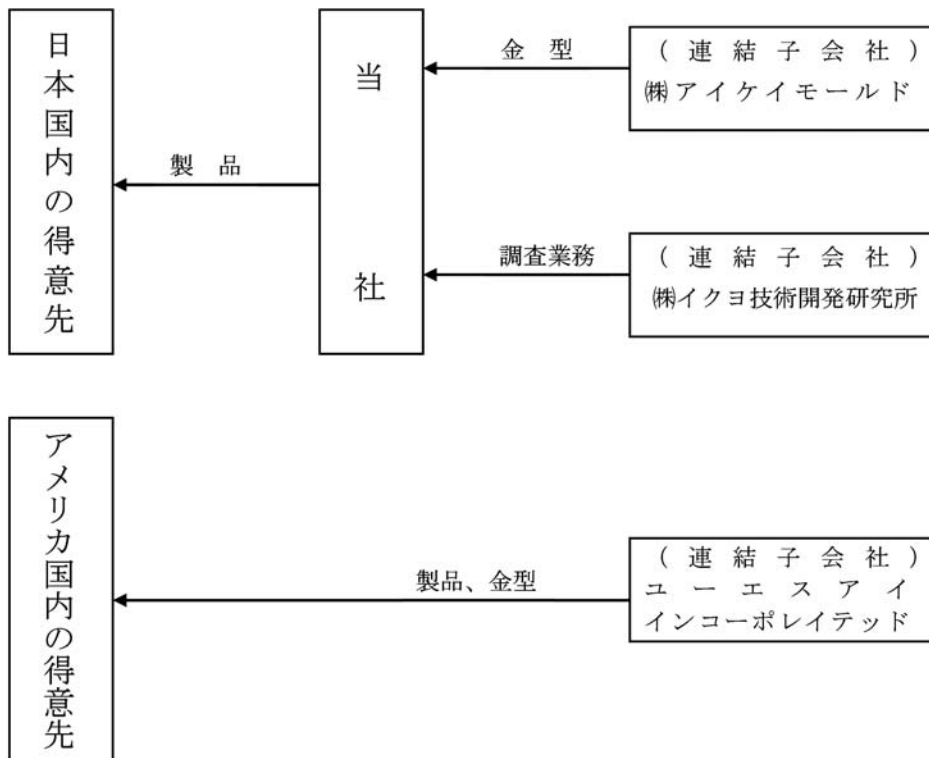 日本国内の得意先
製品
当社
金型
(連結子会社)
㈱アイケイモールド
調査業務
(連結子会社)
㈱イクヨ技術開発研究所
アメリカ国内の得意先
製品、金型
(連結子会社)
ユーエスアイ
インコーポレイテッド